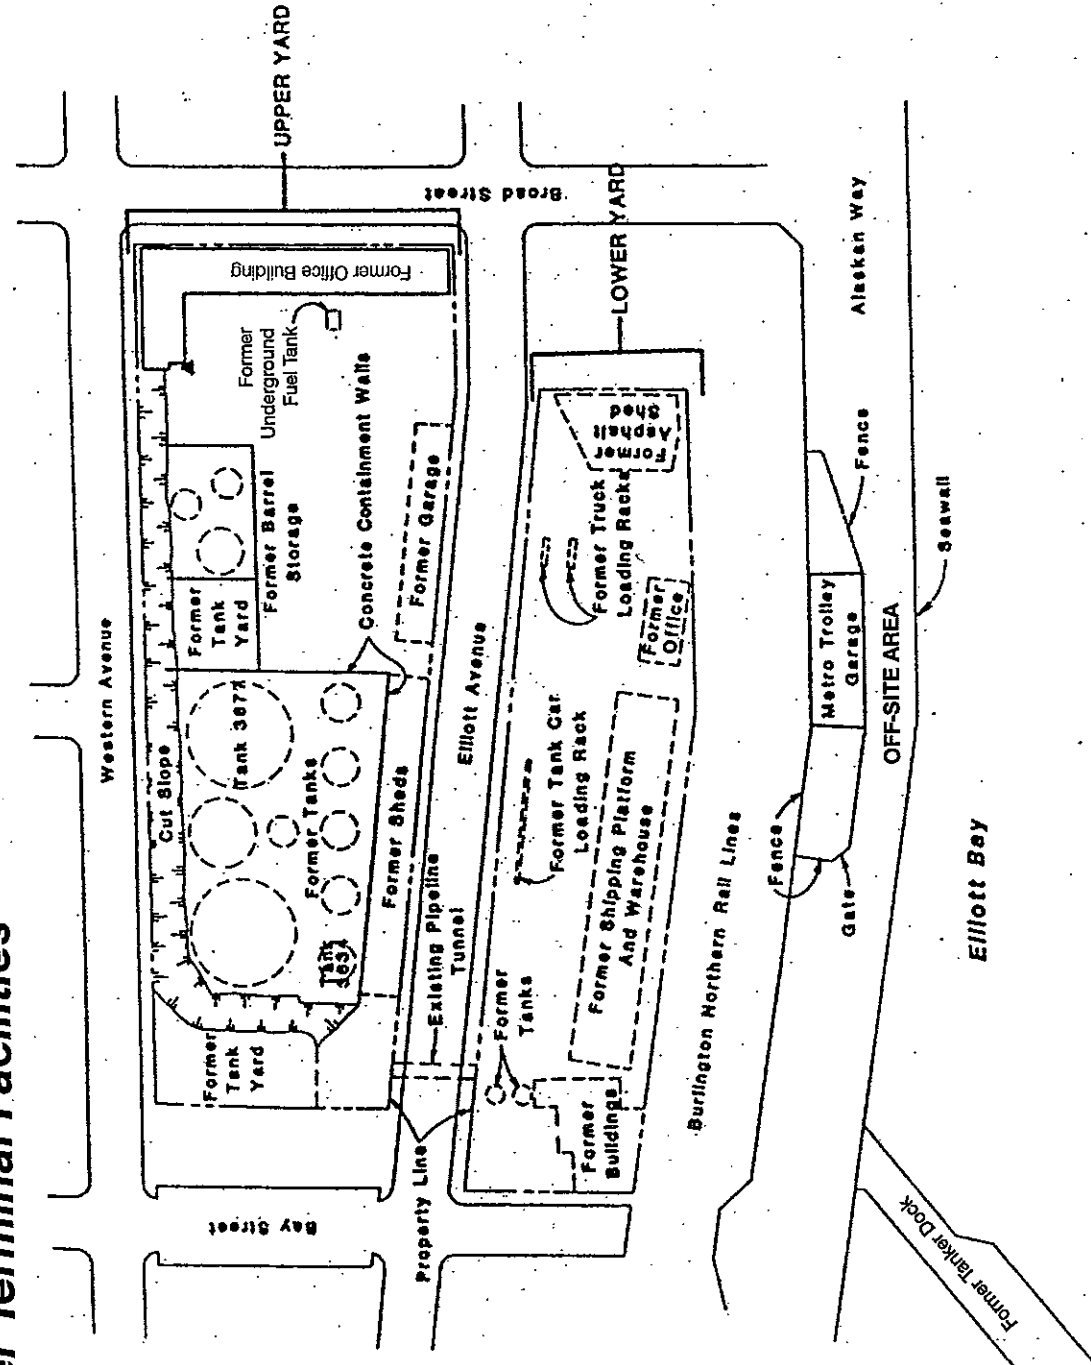 er Terminal Facilities
UPPER YARD
Broad Street
LOWER YARD
Alaskan Way
Former Office Building
Former
Underground
Fuel Tank
Concrete Containment Walls
Former Barrel
Storage
Former
Tank
Yard
Former Garage
Former
Asphalt
Shed
Former Truck
Loading Racks
Former
Office
Fence
Seawall
Western Avenue
Cut Slope
Tank
Former Tanks
Former Sheds
Elliott Avenue
Former Tank Car
Loading Rack
Former Shipping Platform
And Warehouse
Metro Trolley
Garage
OFF-SITE AREA
Burlington Northern Rail Lines
Fence
Gate
Elliott Bay
Tank
Existing Pipeline
Tunnel
Former
Tanks
Former
Tank
Yard
Former
Buildings
Property Line
Bay Street
Former Tanker Dock